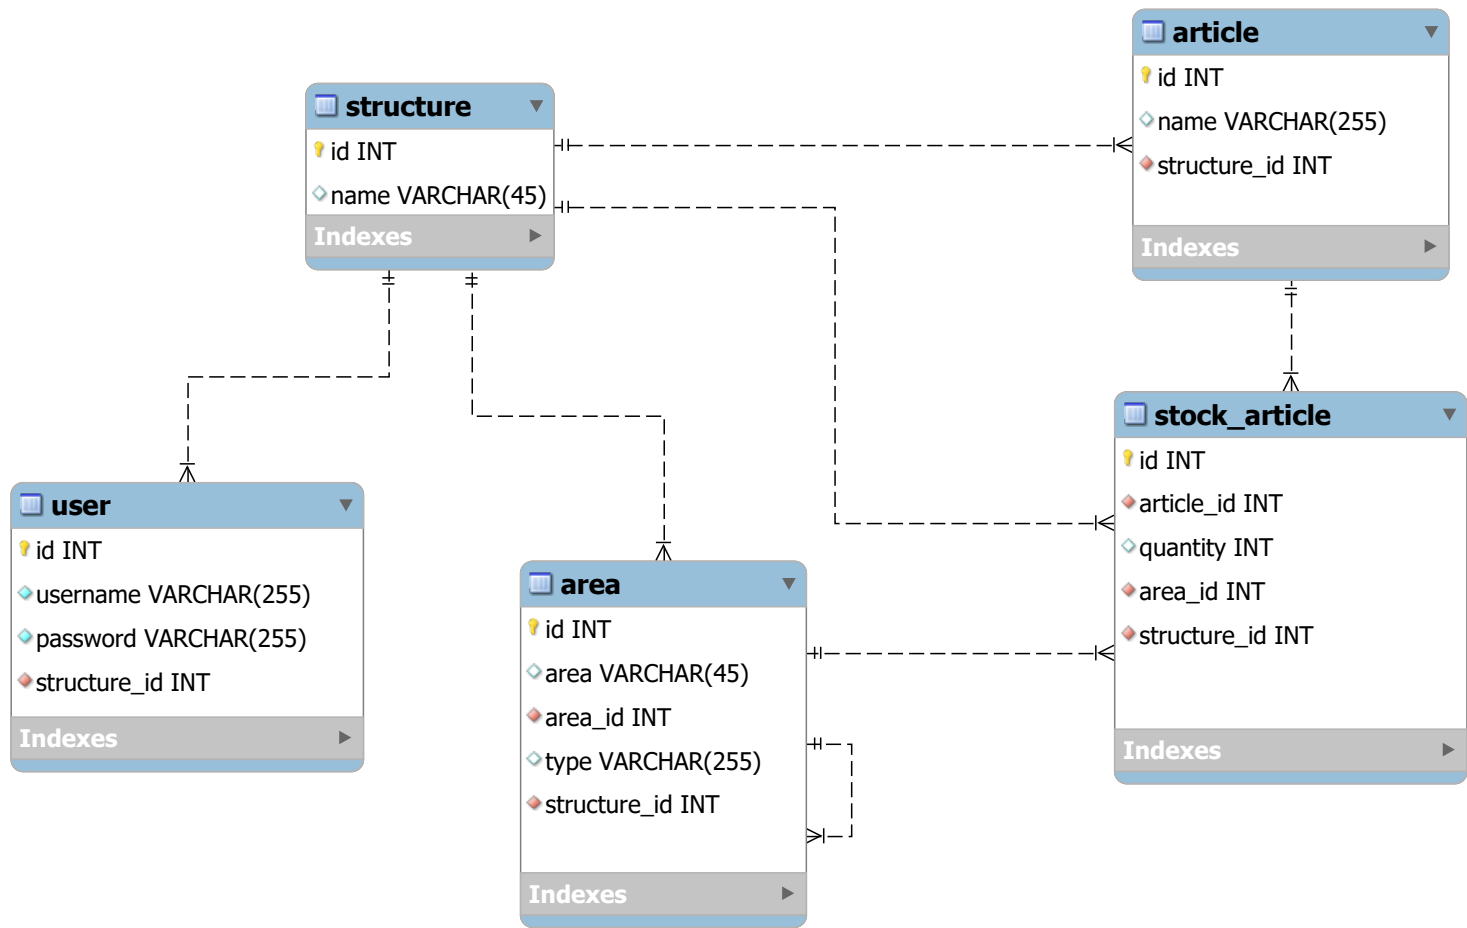 structure
id INT
name VARCHAR(45)
Indexes
article
id INT
name VARCHAR(255)
structure_id INT
Indexes
user
id INT
username VARCHAR(255)
password VARCHAR(255)
structure_id INT
Indexes
area
id INT
area VARCHAR(45)
area_id INT
type VARCHAR(255)
structure_id INT
Indexes
stock_article
id INT
article_id INT
quantity INT
area_id INT
structure_id INT
Indexes